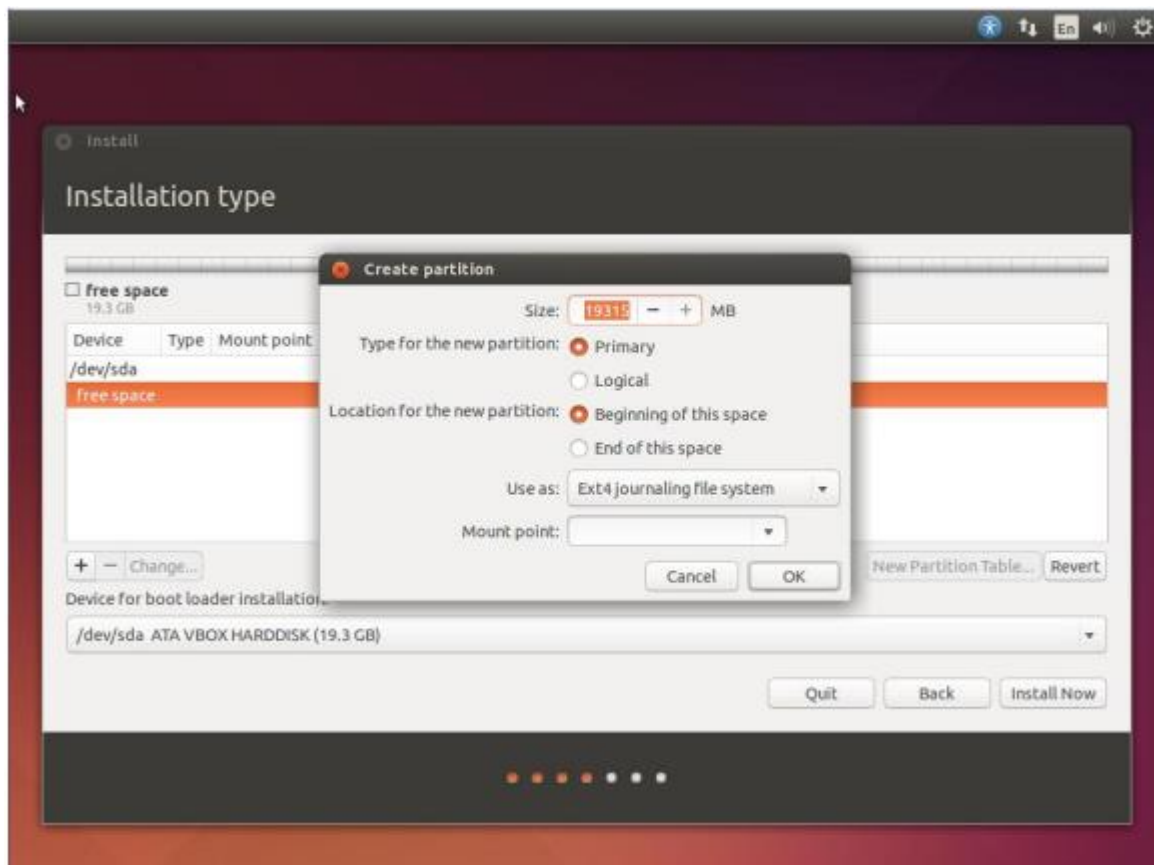 En
Install
Installation type
Create partition
free space
19.3 GB
Size: 19315 − + MB
Device Type Mount point
Type for the new partition: Primary
/dev/sda
Logical
free space
Location for the new partition: Beginning of this space
End of this space
Use as: Ext4 journaling file system
Mount point:
+ − Change...
Cancel OK
New Partition Table... Revert
Device for boot loader installation
/dev/sda ATA VBOX HARDDISK (19.3 GB)
Quit Back Install Now